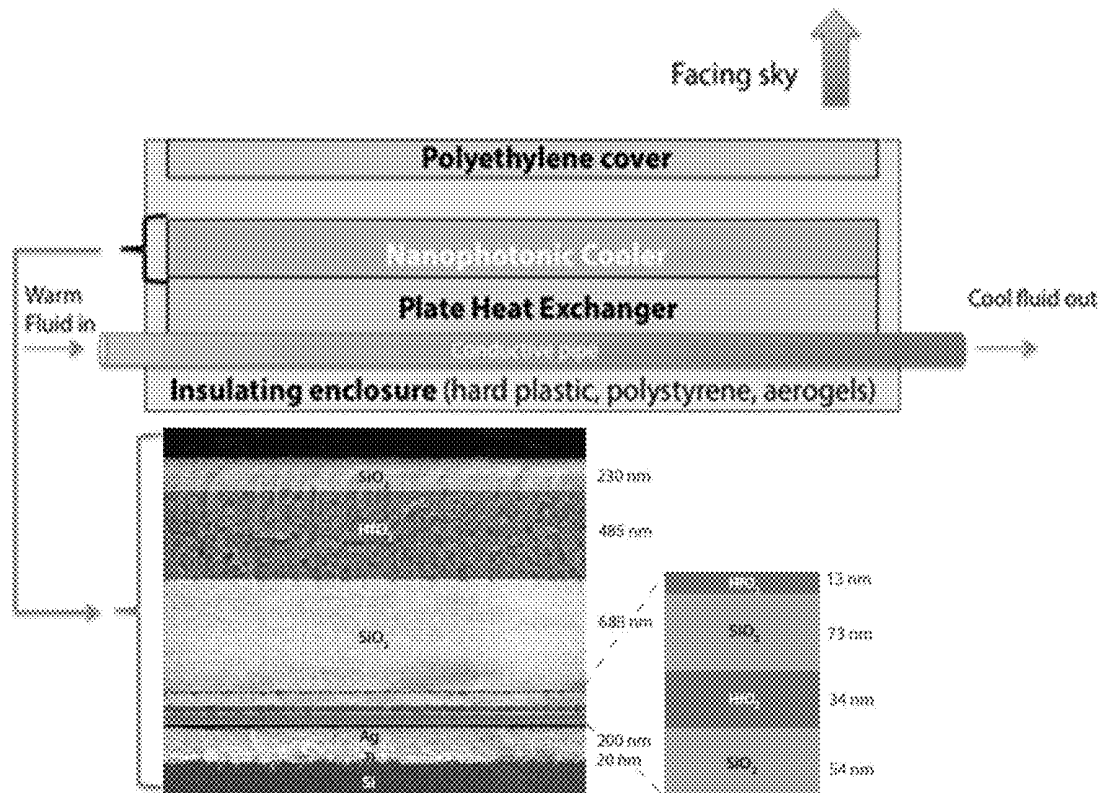 Facing sky
Polyethylene cover
Nanophotonic Cooler
Warm
Fluid in
Plate Heat Exchanger
Cool fluid out
Insulating enclosure (hard plastic, polystyrene, aerogels)
SiO₂
230 nm
485 nm
SiO₂
688 nm
Ag
200 nm
20 nm
Si
13 nm
SiO₂
73 nm
34 nm
SiO₂
54 nm